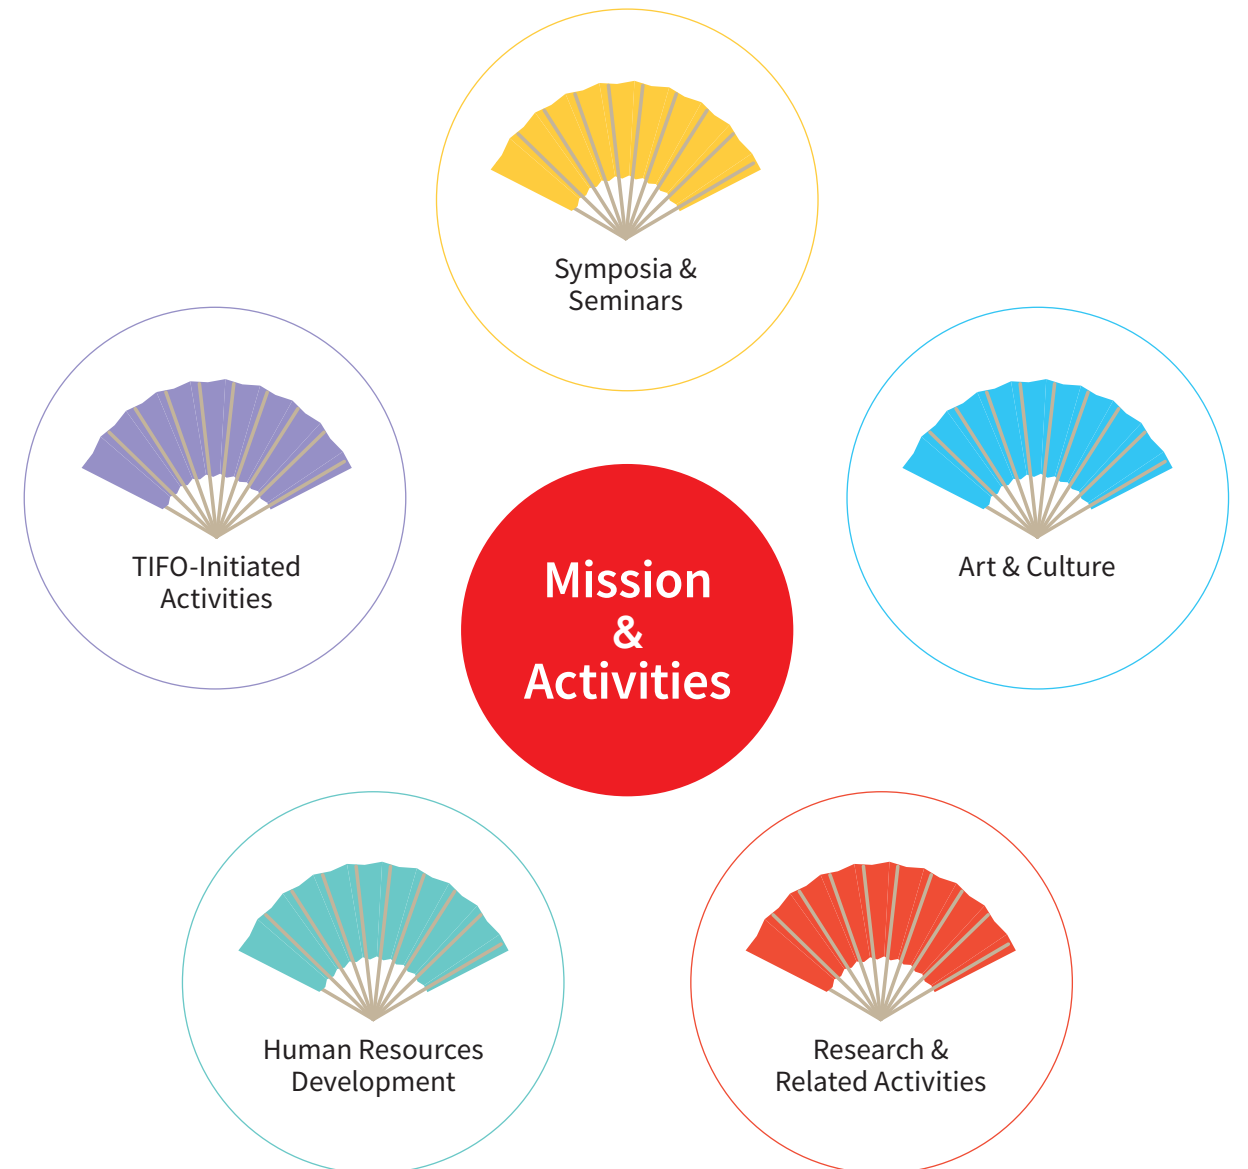 Symposia &
Seminars
TIFO-Initiated
Activities
Art & Culture
Mission
&
Activities
Human Resources
Development
Research &
Related Activities